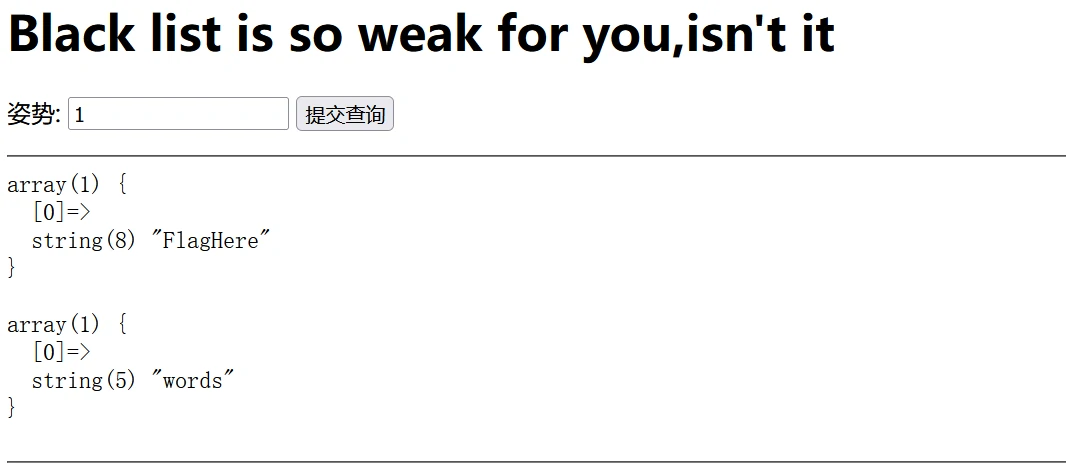 Black list is so weak for you,isn't it
姿势: 1 提交查询
array(1) {
  [0]=>
  string(8) "FlagHere"
}
array(1) {
  [0]=>
  string(5) "words"
}